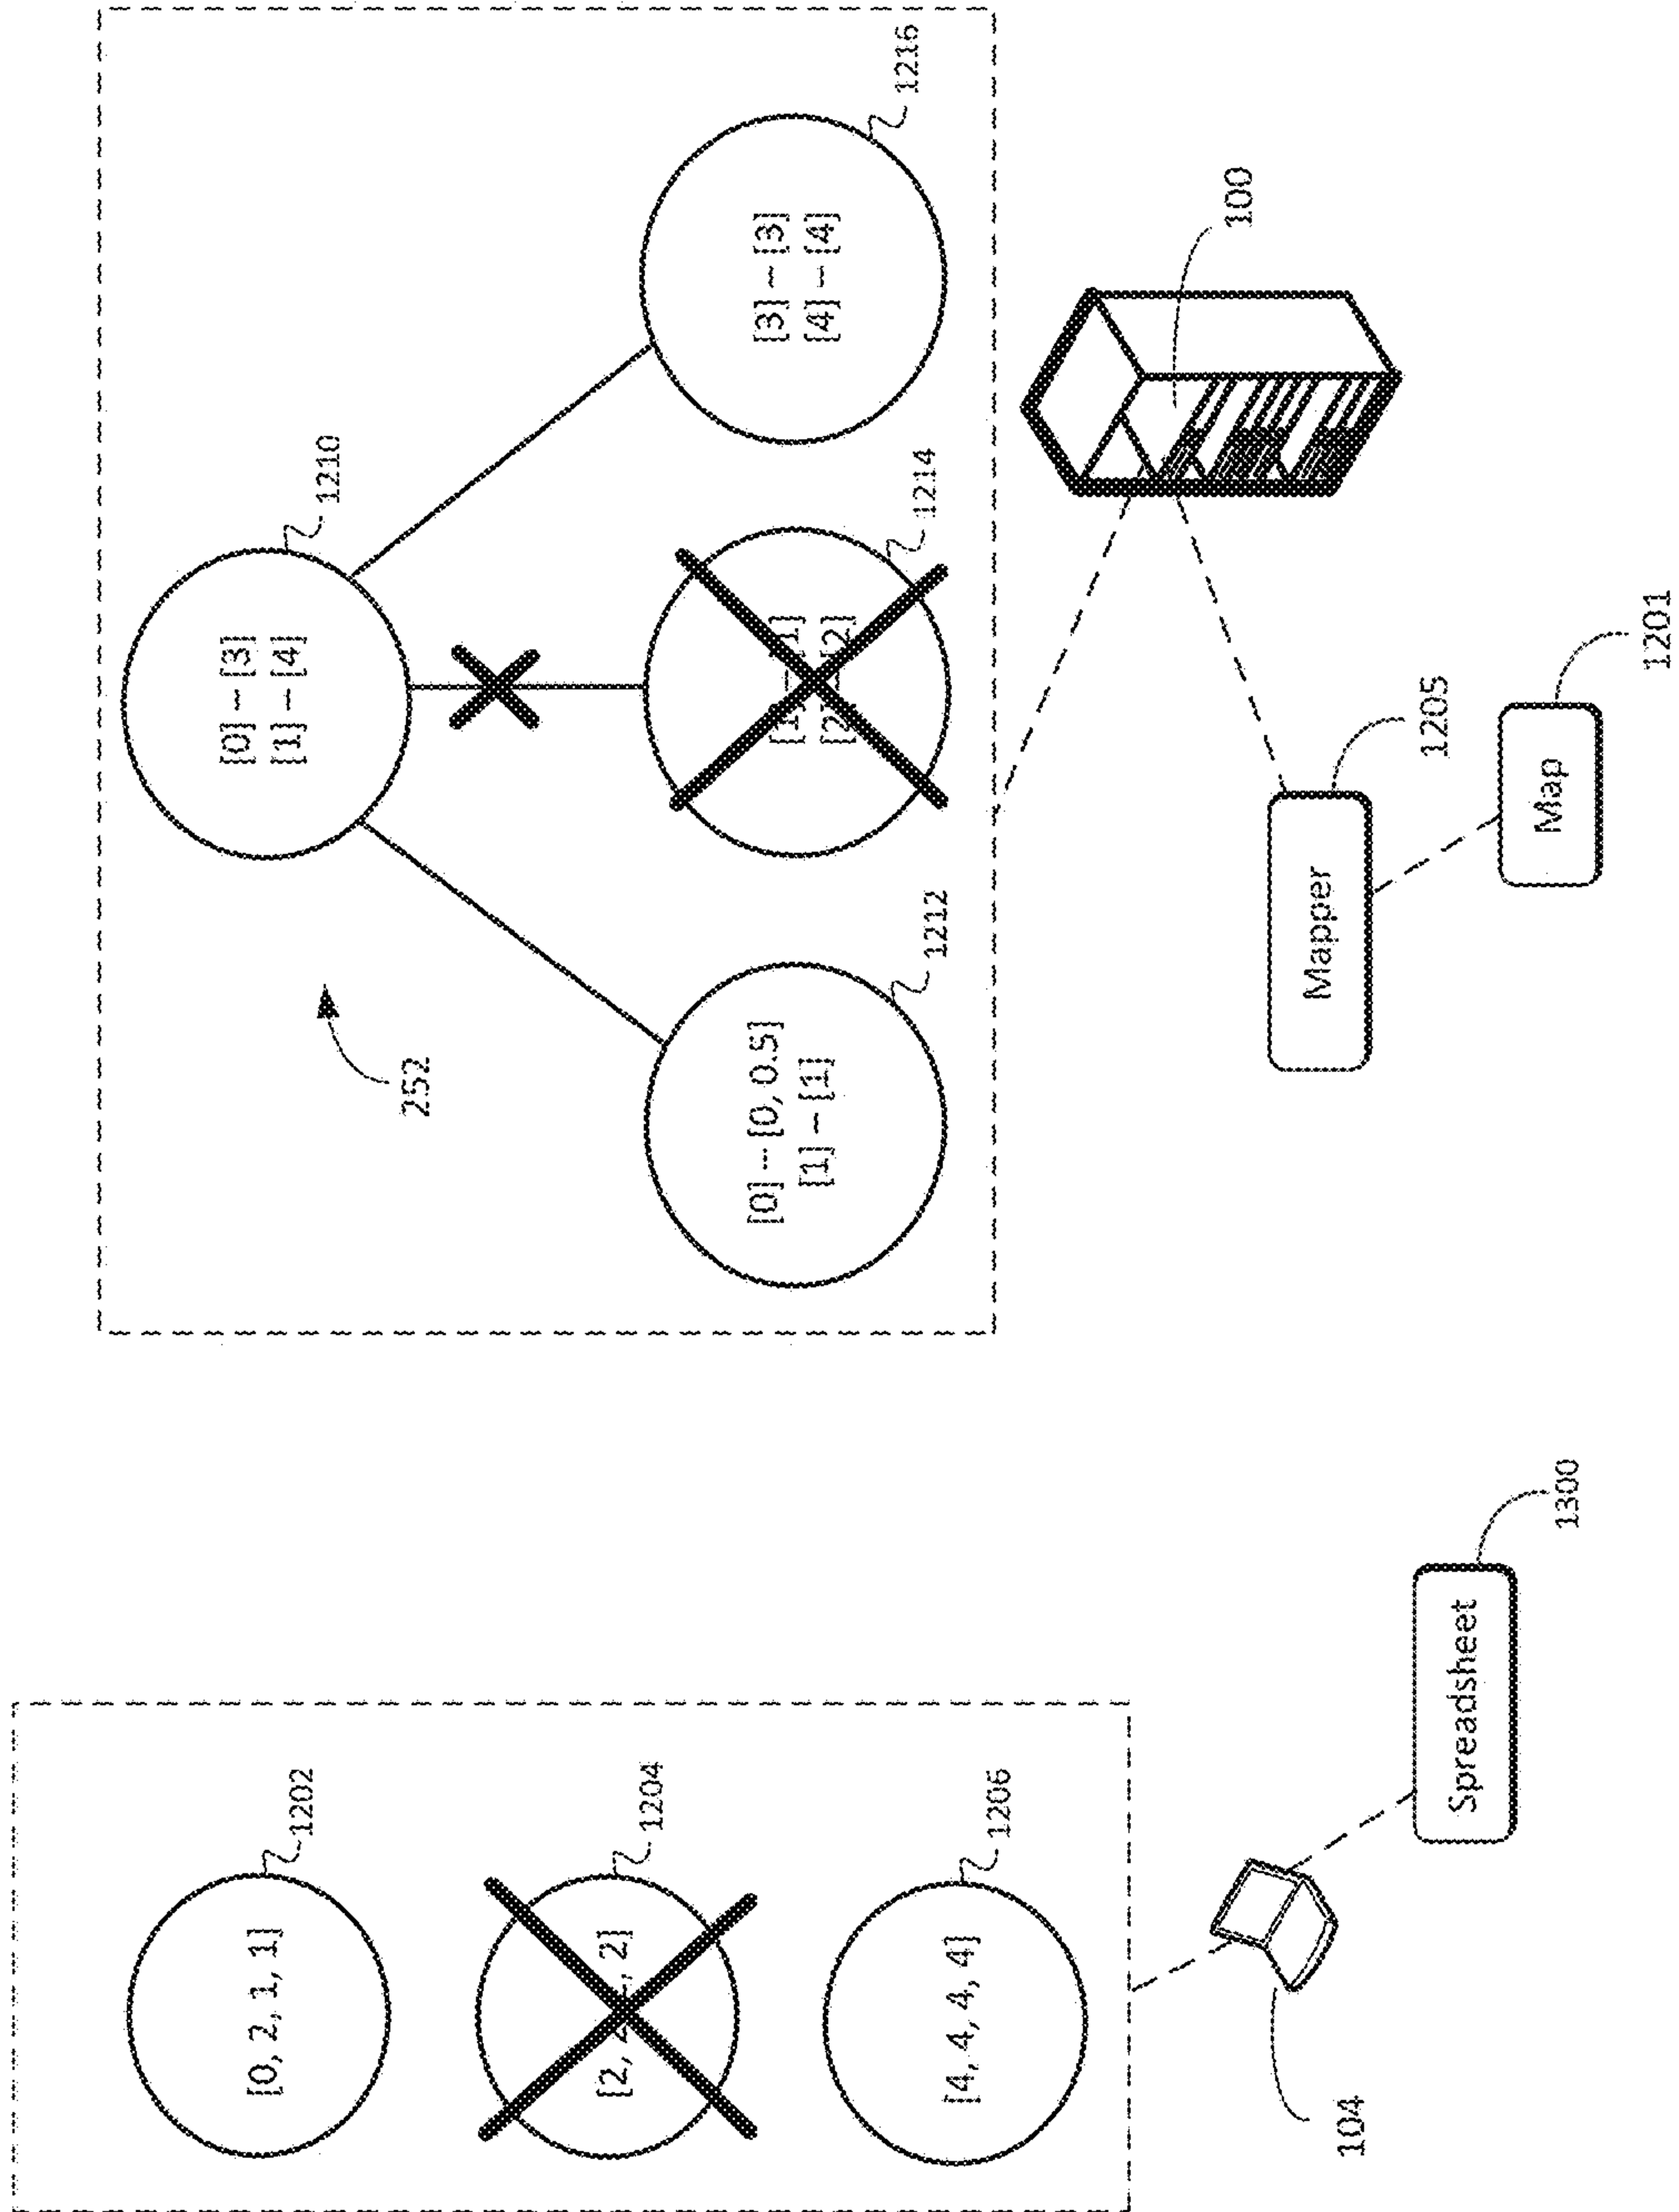 [0, 2, 1, 1]
1202
1204
[4, 4, 4, 4]
1206
104
Spreadsheet
1300
252
[0] – [3]
[1] – [4]
1210
[0] – [0, 0.5]
[1] – [1]
1212
1214
[3] – [3]
[4] – [4]
1216
100
Mapper
1205
Map
1201